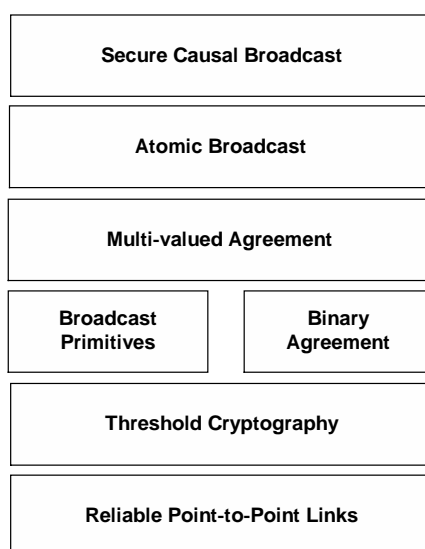 Secure Causal Broadcast
Atomic Broadcast
Multi-valued Agreement
Broadcast
Primitives
Binary
Agreement
Threshold Cryptography
Reliable Point-to-Point Links